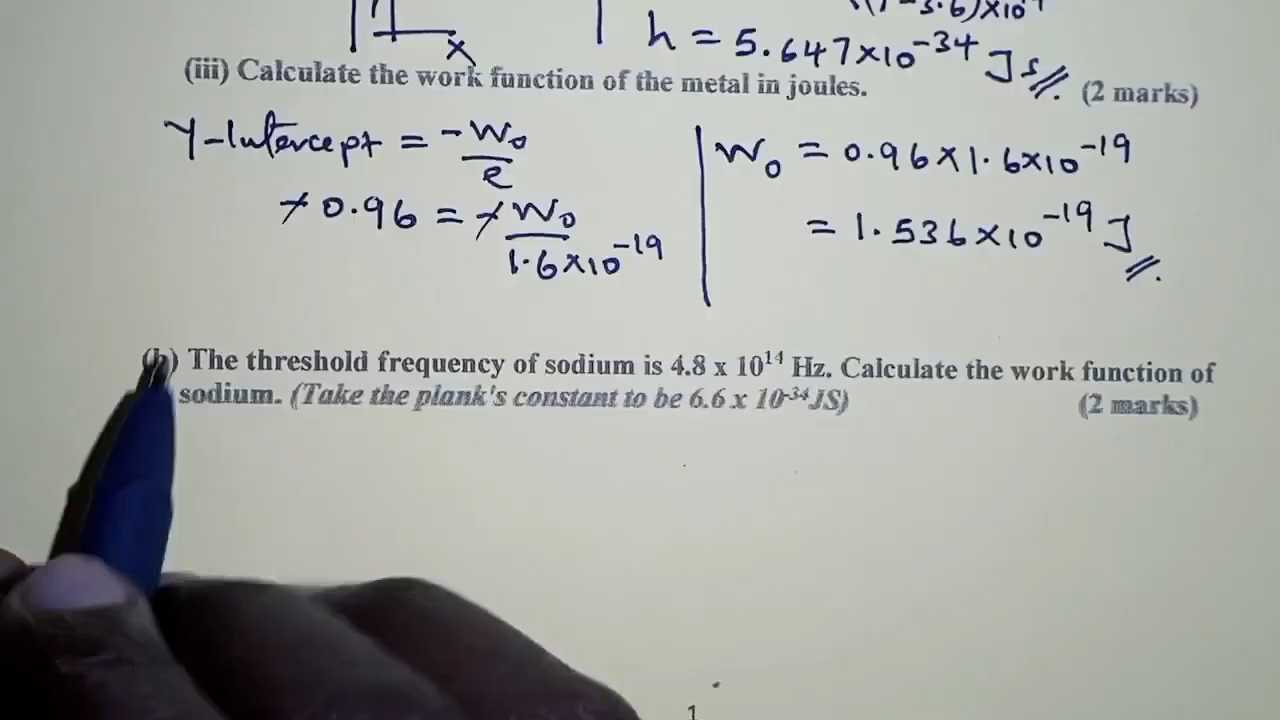 x
h = 5.647×10⁻³⁴ Js
(iii) Calculate the work function of the metal in joules. (2 marks)
Y-Intercept = -W₀/e
-0.96 = -W₀/1.6×10⁻¹⁹
W₀ = 0.96×1.6×10⁻¹⁹
= 1.536×10⁻¹⁹ J
(b) The threshold frequency of sodium is 4.8 x 10¹⁴ Hz. Calculate the work function of
sodium. (Take the plank's constant to be 6.6 x 10⁻³⁴JS) (2 marks)
1